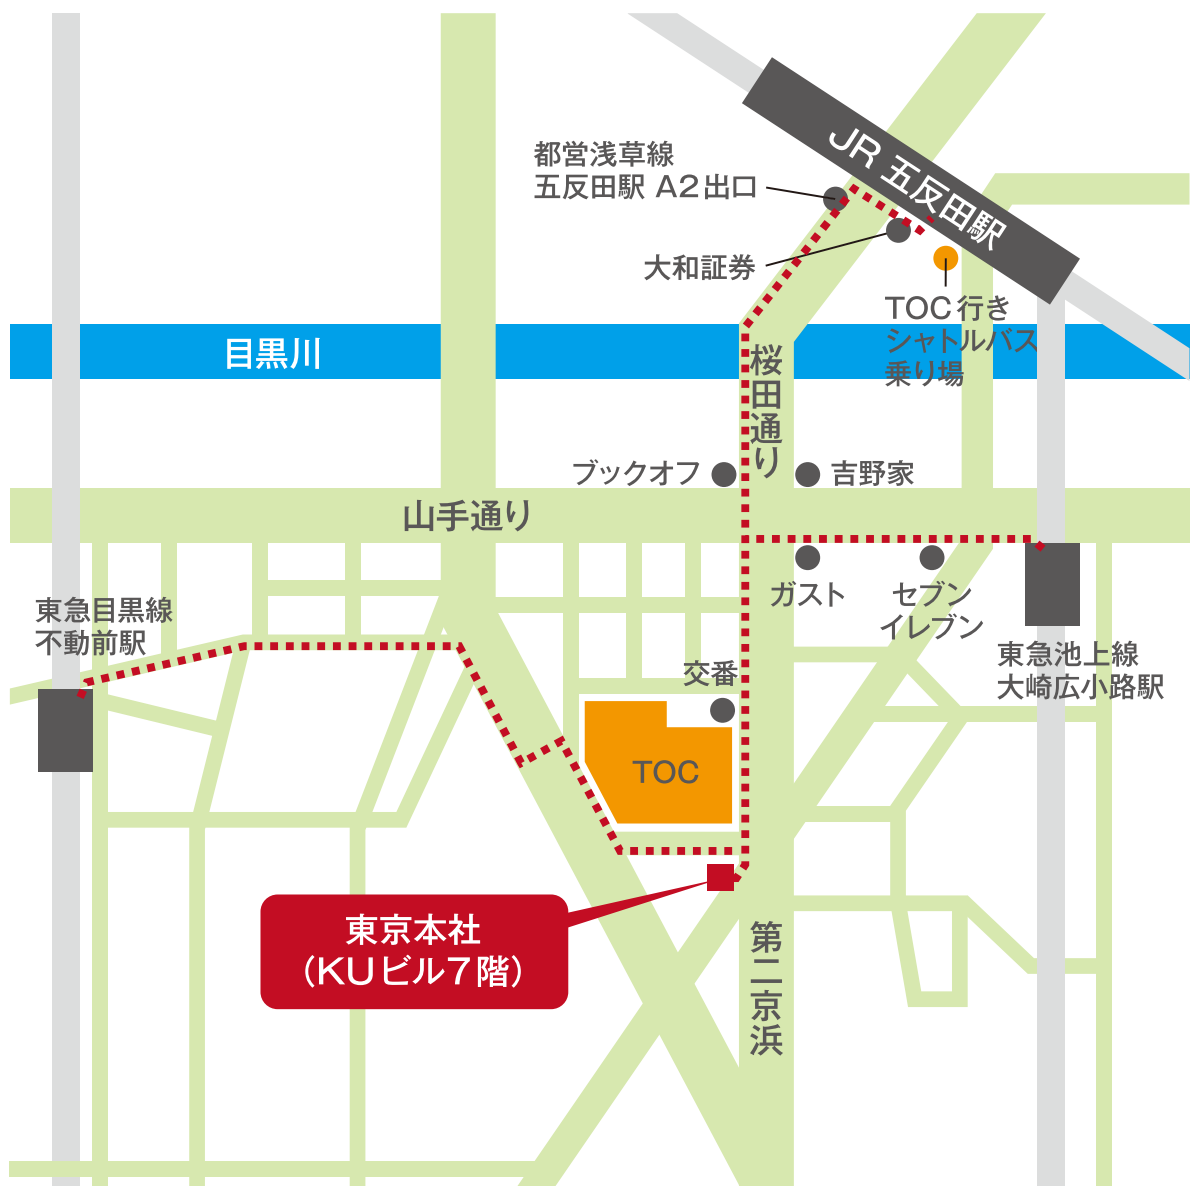 JR 五反田駅
都営浅草線
五反田駅 A2出口
大和証券
TOC行き
シャトルバス
乗り場
目黒川
桜田通り
ブックオフ
吉野家
山手通り
ガスト
セブン
イレブン
東急目黒線
不動前駅
東急池上線
大崎広小路駅
交番
TOC
東京本社
（KUビル7階）
第二京浜